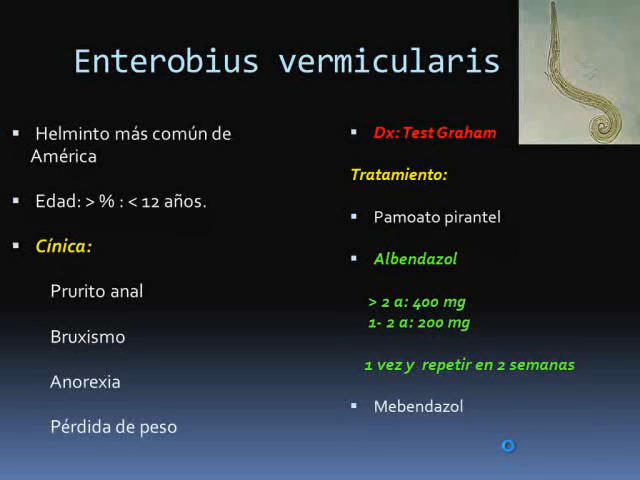 Enterobius vermicularis
Helminto más común de
América
Edad: > % : < 12 años.
Cínica:
Prurito anal
Bruxismo
Anorexia
Pérdida de peso
Dx: Test Graham
Tratamiento:
Pamoato pirantel
Albendazol
> 2 a: 400 mg
1- 2 a: 200 mg
1 vez y repetir en 2 semanas
Mebendazol